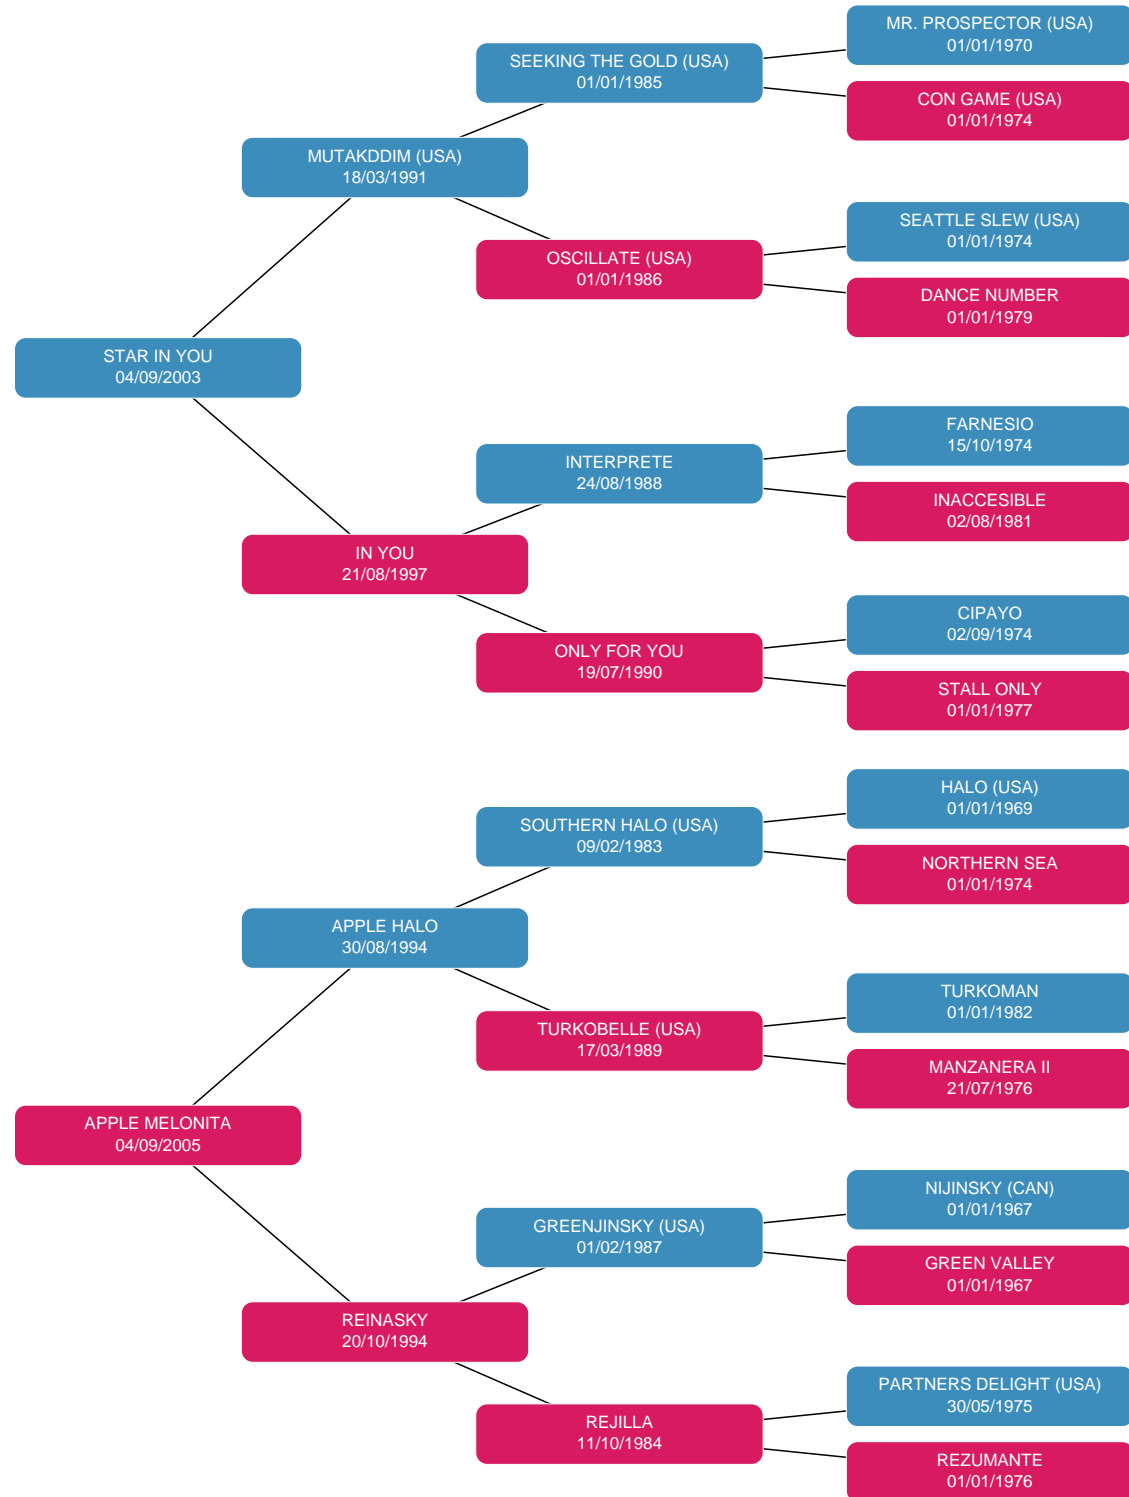 MR. PROSPECTOR (USA)
01/01/1970
SEEKING THE GOLD (USA)
01/01/1985
CON GAME (USA)
01/01/1974
MUTAKDDIM (USA)
18/03/1991
SEATTLE SLEW (USA)
01/01/1974
OSCILLATE (USA)
01/01/1986
DANCE NUMBER
01/01/1979
STAR IN YOU
04/09/2003
FARNESIO
15/10/1974
INTERPRETE
24/08/1988
INACCESIBLE
02/08/1981
IN YOU
21/08/1997
CIPAYO
02/09/1974
ONLY FOR YOU
19/07/1990
STALL ONLY
01/01/1977
HALO (USA)
01/01/1969
SOUTHERN HALO (USA)
09/02/1983
NORTHERN SEA
01/01/1974
APPLE HALO
30/08/1994
TURKOMAN
01/01/1982
TURKOBELLE (USA)
17/03/1989
MANZANERA II
21/07/1976
APPLE MELONITA
04/09/2005
NIJINSKY (CAN)
01/01/1967
GREENJINSKY (USA)
01/02/1987
GREEN VALLEY
01/01/1967
REINASKY
20/10/1994
PARTNERS DELIGHT (USA)
30/05/1975
REJILLA
11/10/1984
REZUMANTE
01/01/1976